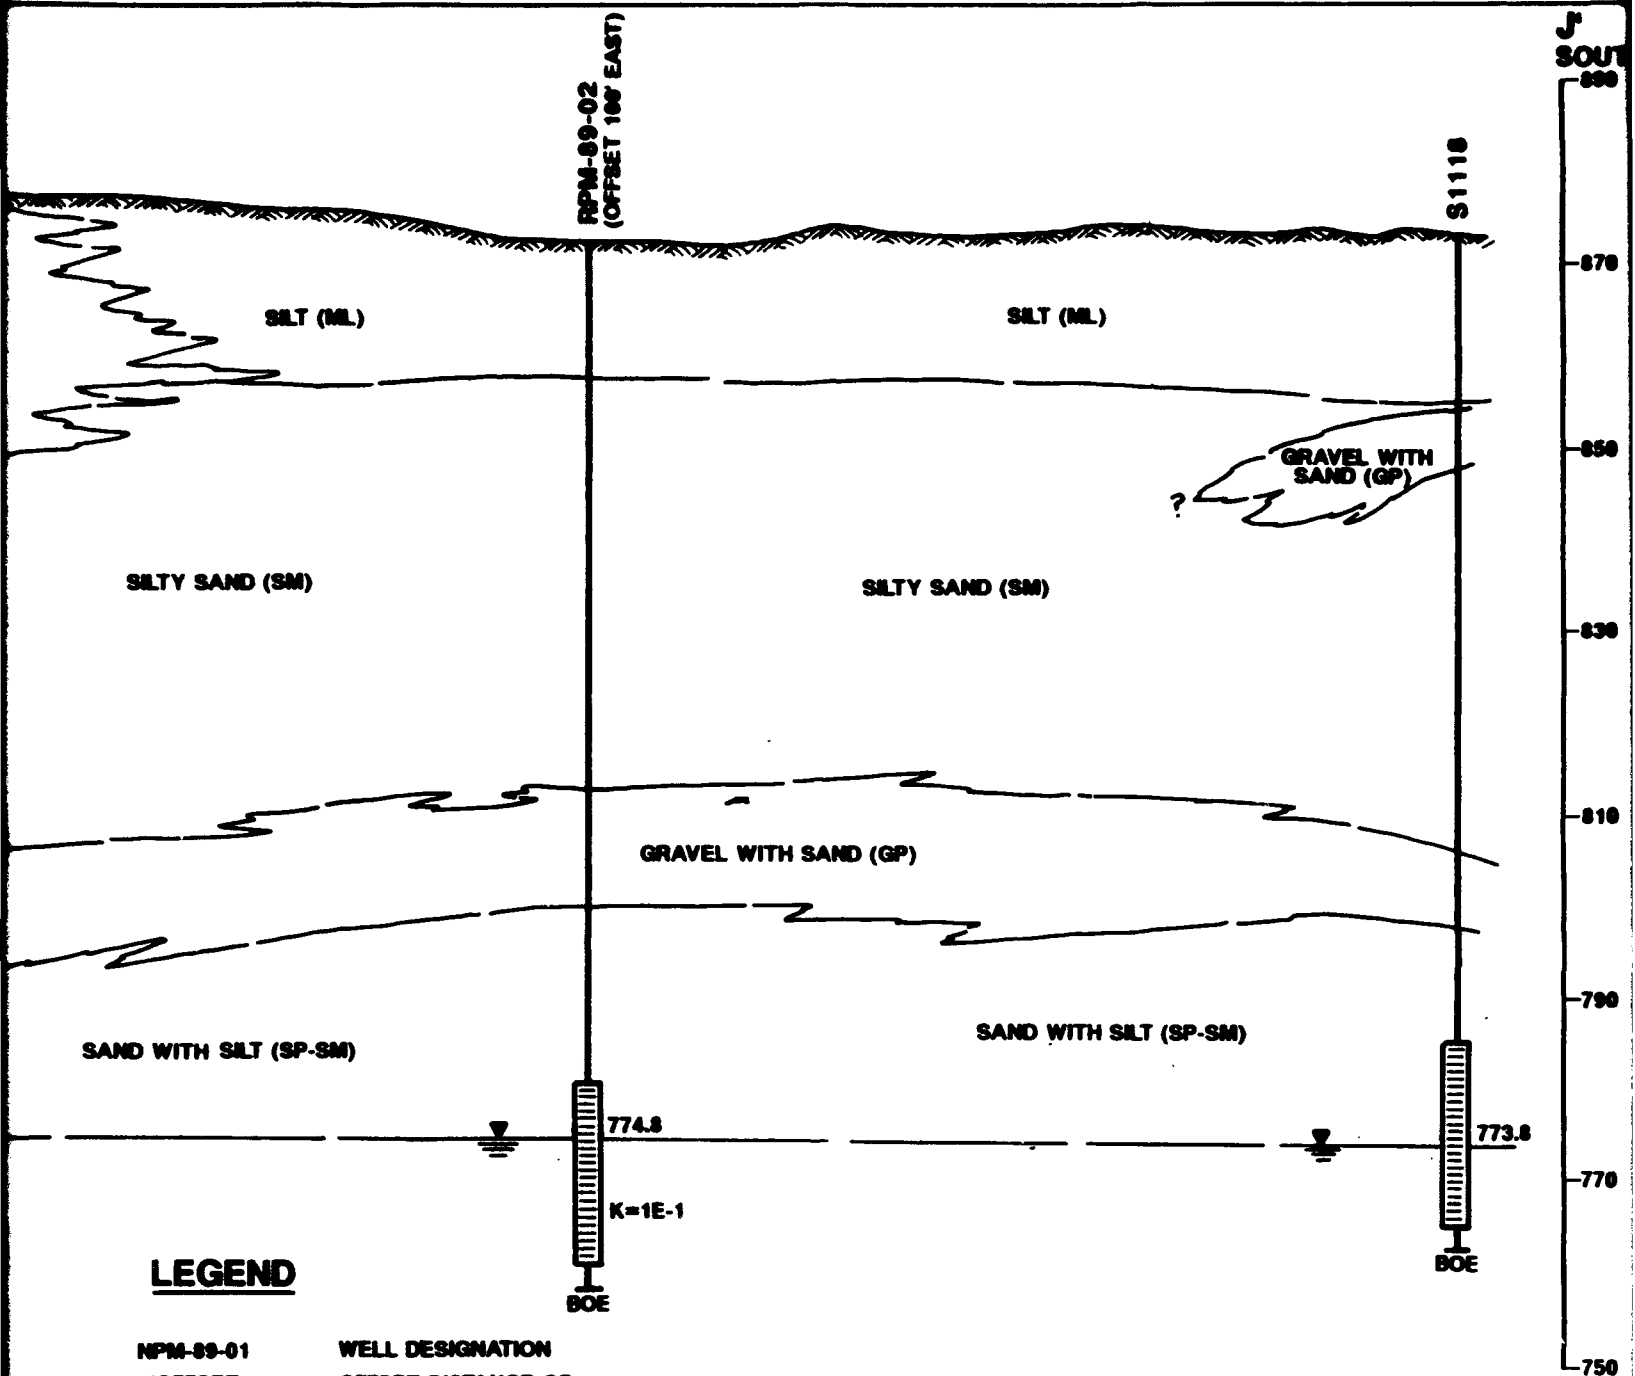 J'
SOUT
890
RPM-89-02
(OFFSET 100' EAST)
S1118
870
SILT (ML)
SILT (ML)
850
GRAVEL WITH
SAND (GP)
?
SILTY SAND (SM)
SILTY SAND (SM)
830
810
GRAVEL WITH SAND (GP)
790
SAND WITH SILT (SP-SM)
SAND WITH SILT (SP-SM)
774.8
773.8
770
K=1E-1
BOE
BOE
LEGEND
NPM-89-01 WELL DESIGNATION
750